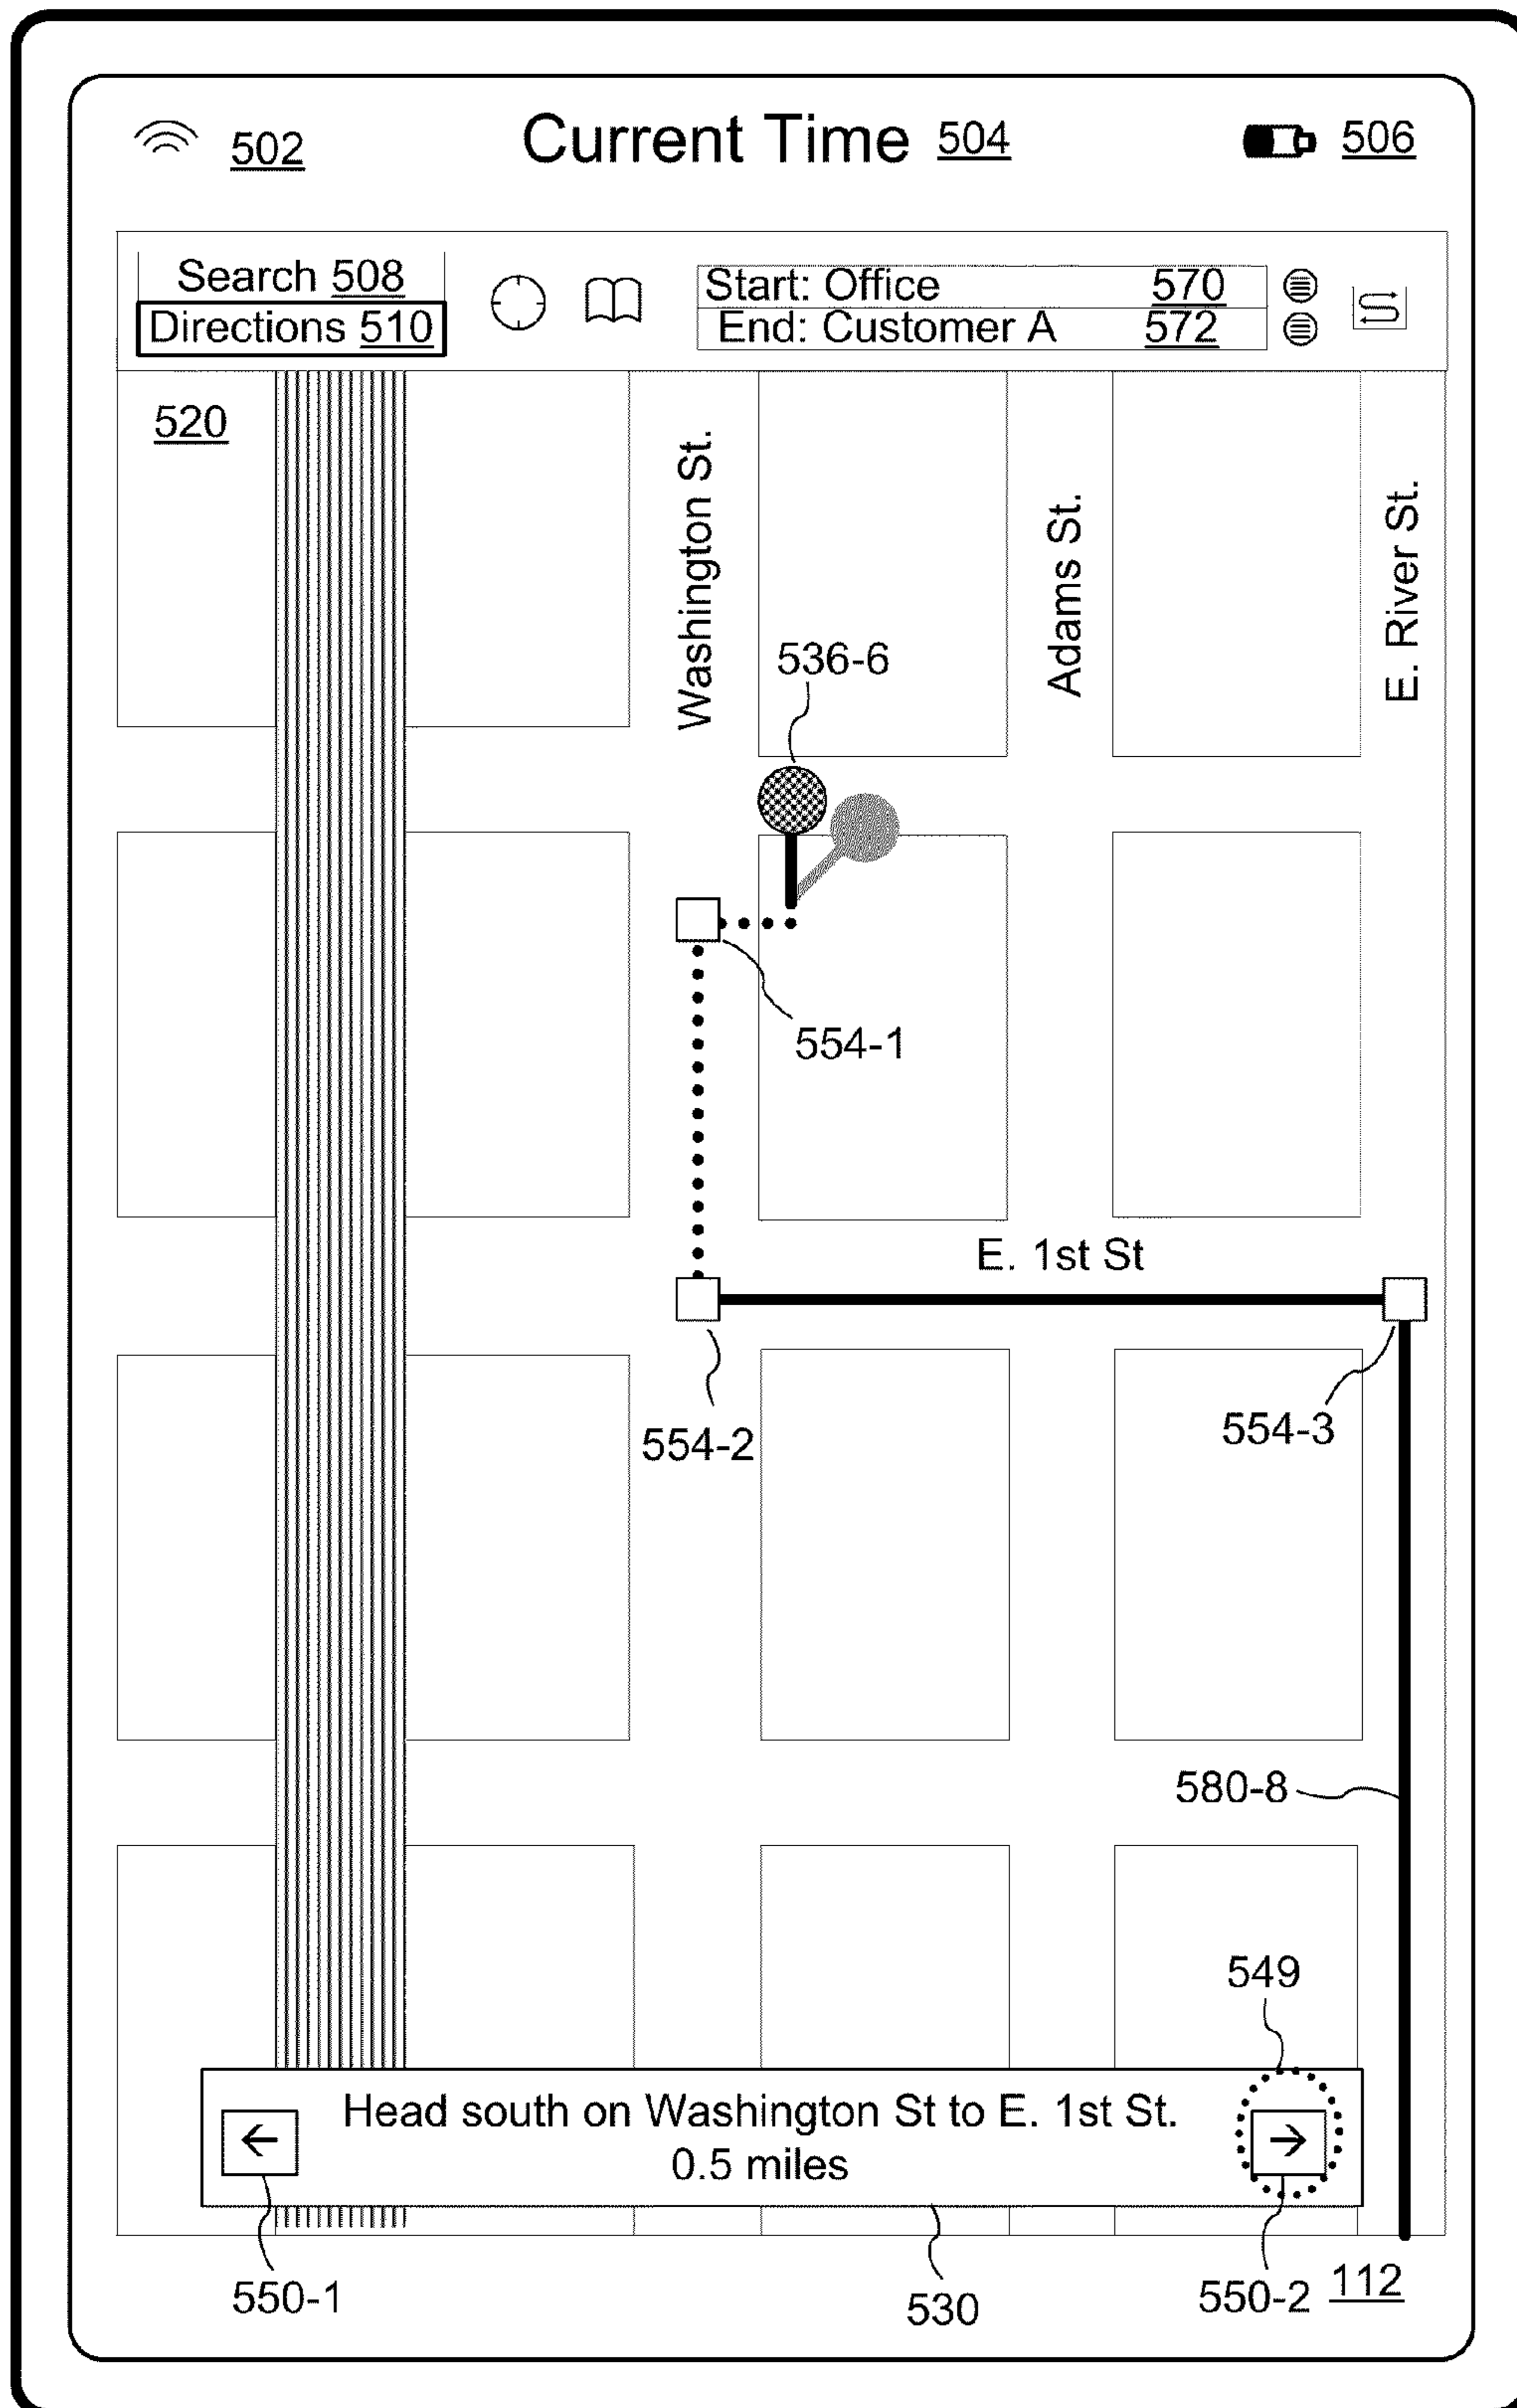 502
Current Time 504
506
Search 508
Directions 510
Start: Office 570
End: Customer A 572
520
Washington St.
Adams St.
E. River St.
536-6
554-1
E. 1st St
554-2
554-3
580-8
549
Head south on Washington St to E. 1st St.
0.5 miles
←
→
550-1
530
550-2
112